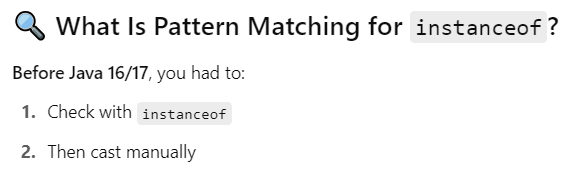 🔍 What Is Pattern Matching for instanceof?
Before Java 16/17, you had to:
1. Check with instanceof
2. Then cast manually